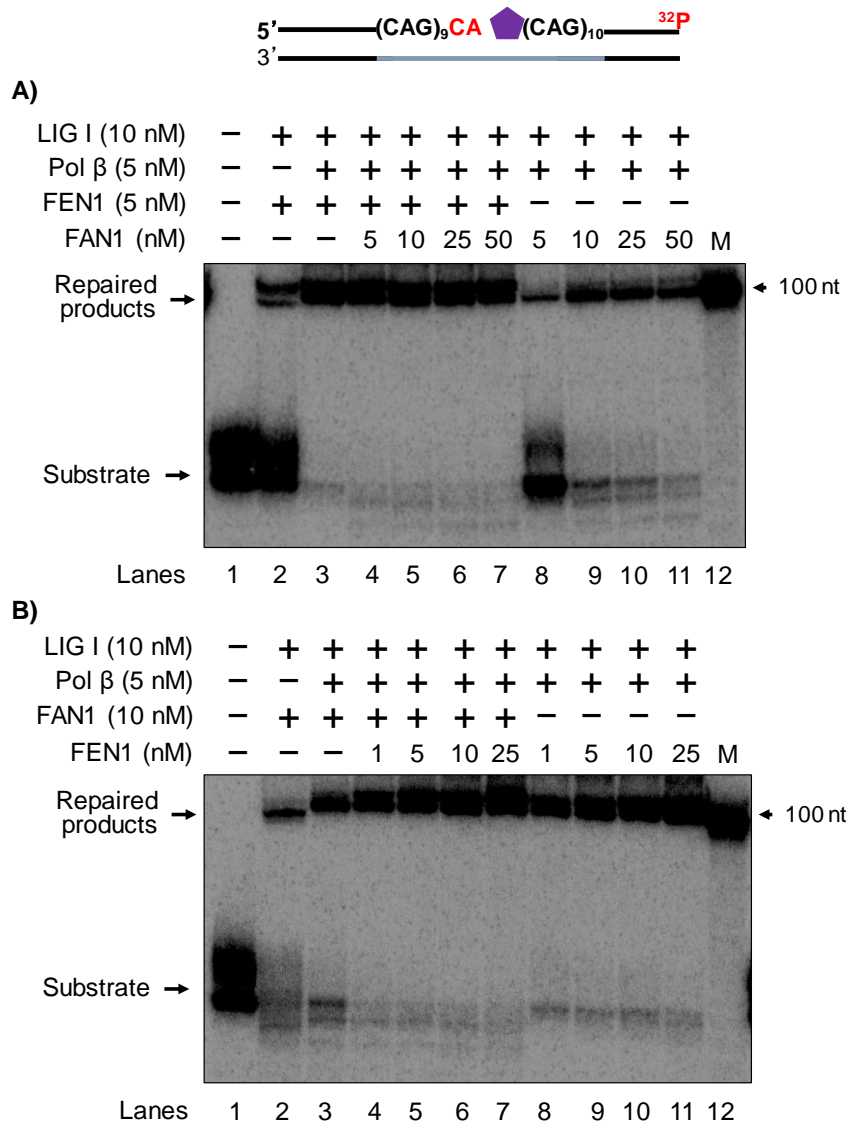 5’ (CAG)9CA (CAG)10 32P
3’
A)
LIG I (10 nM) – + + + + + + + + + +
Pol β (5 nM) – – + + + + + + + + +
FEN1 (5 nM) – + + + + + + – – – –
FAN1 (nM) – – – 5 10 25 50 5 10 25 50 M
Repaired products 100 nt
Substrate
Lanes 1 2 3 4 5 6 7 8 9 10 11 12
B)
LIG I (10 nM) – + + + + + + + + + +
Pol β (5 nM) – – + + + + + + + + +
FAN1 (10 nM) – + + + + + + – – – –
FEN1 (nM) – – – 1 5 10 25 1 5 10 25 M
Repaired products 100 nt
Substrate
Lanes 1 2 3 4 5 6 7 8 9 10 11 12